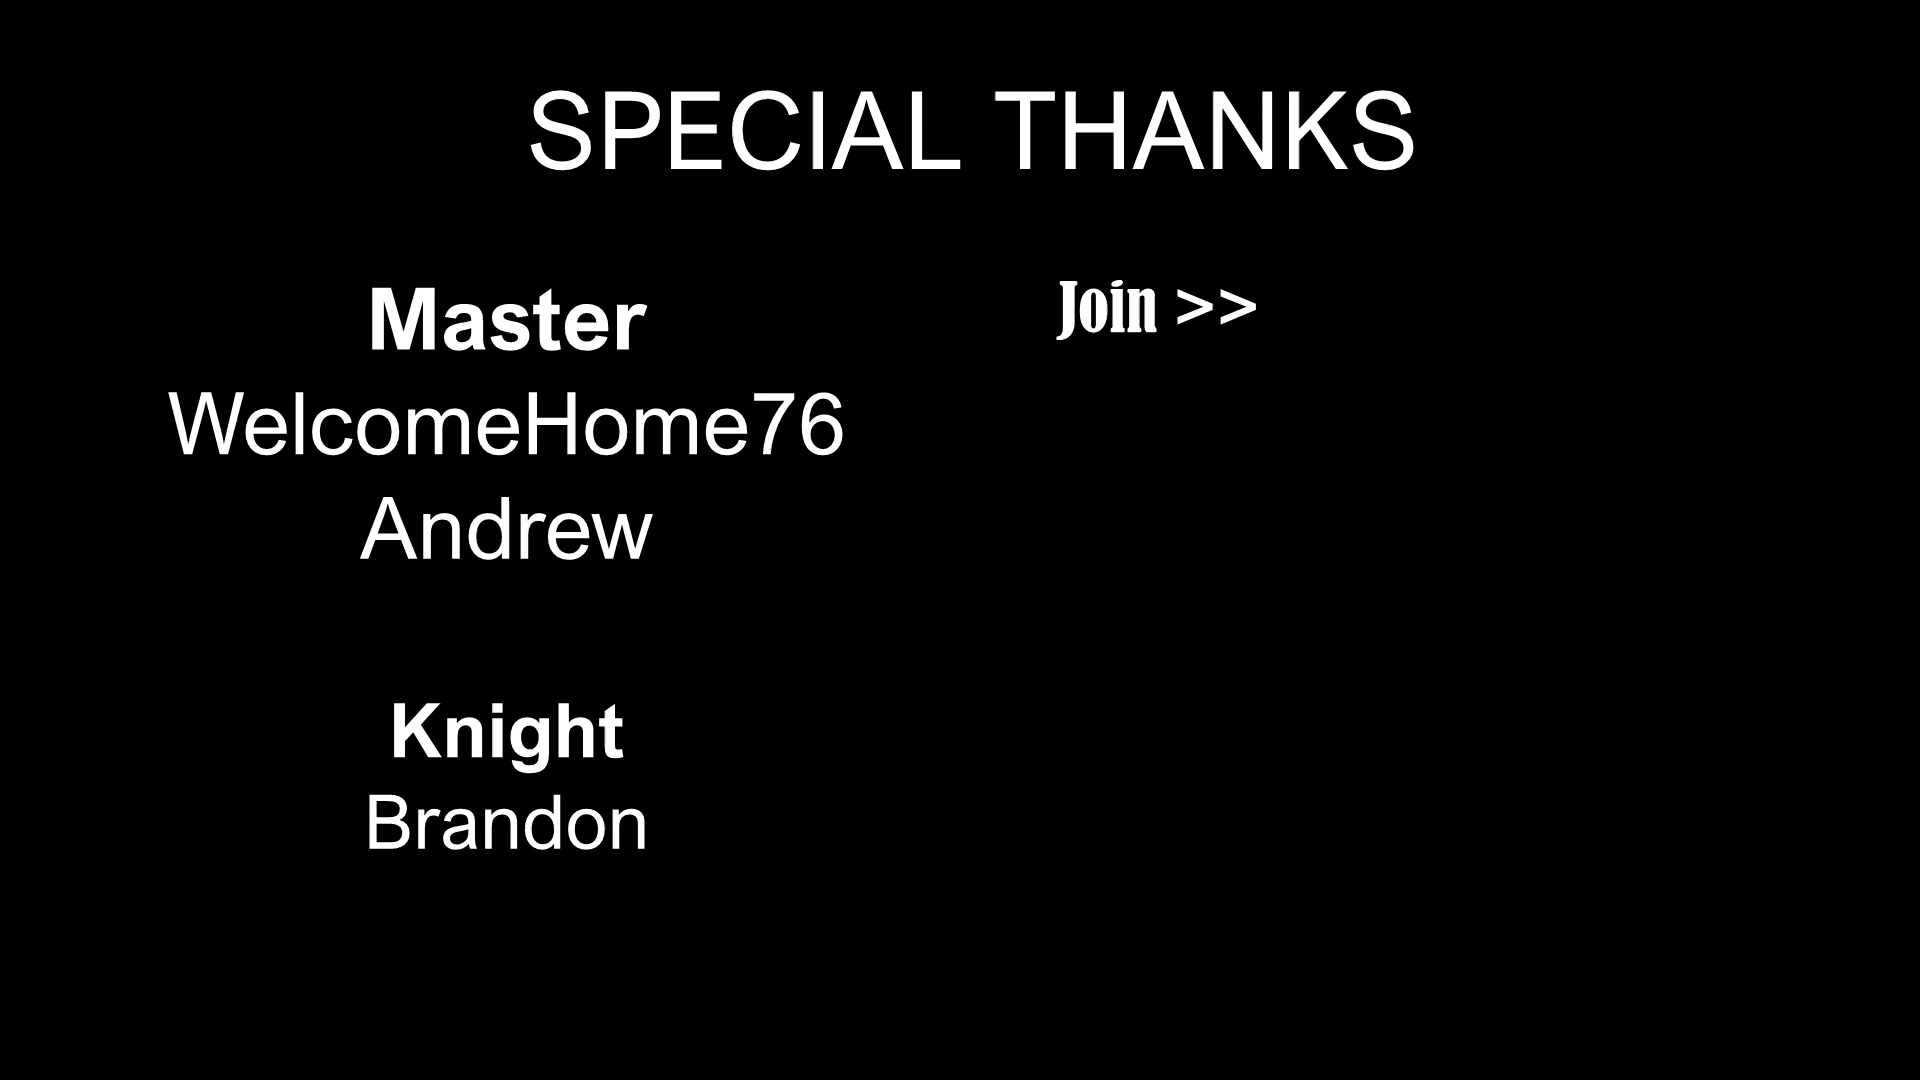 SPECIAL THANKS
Master
WelcomeHome76
Andrew
Knight
Brandon
Join >>